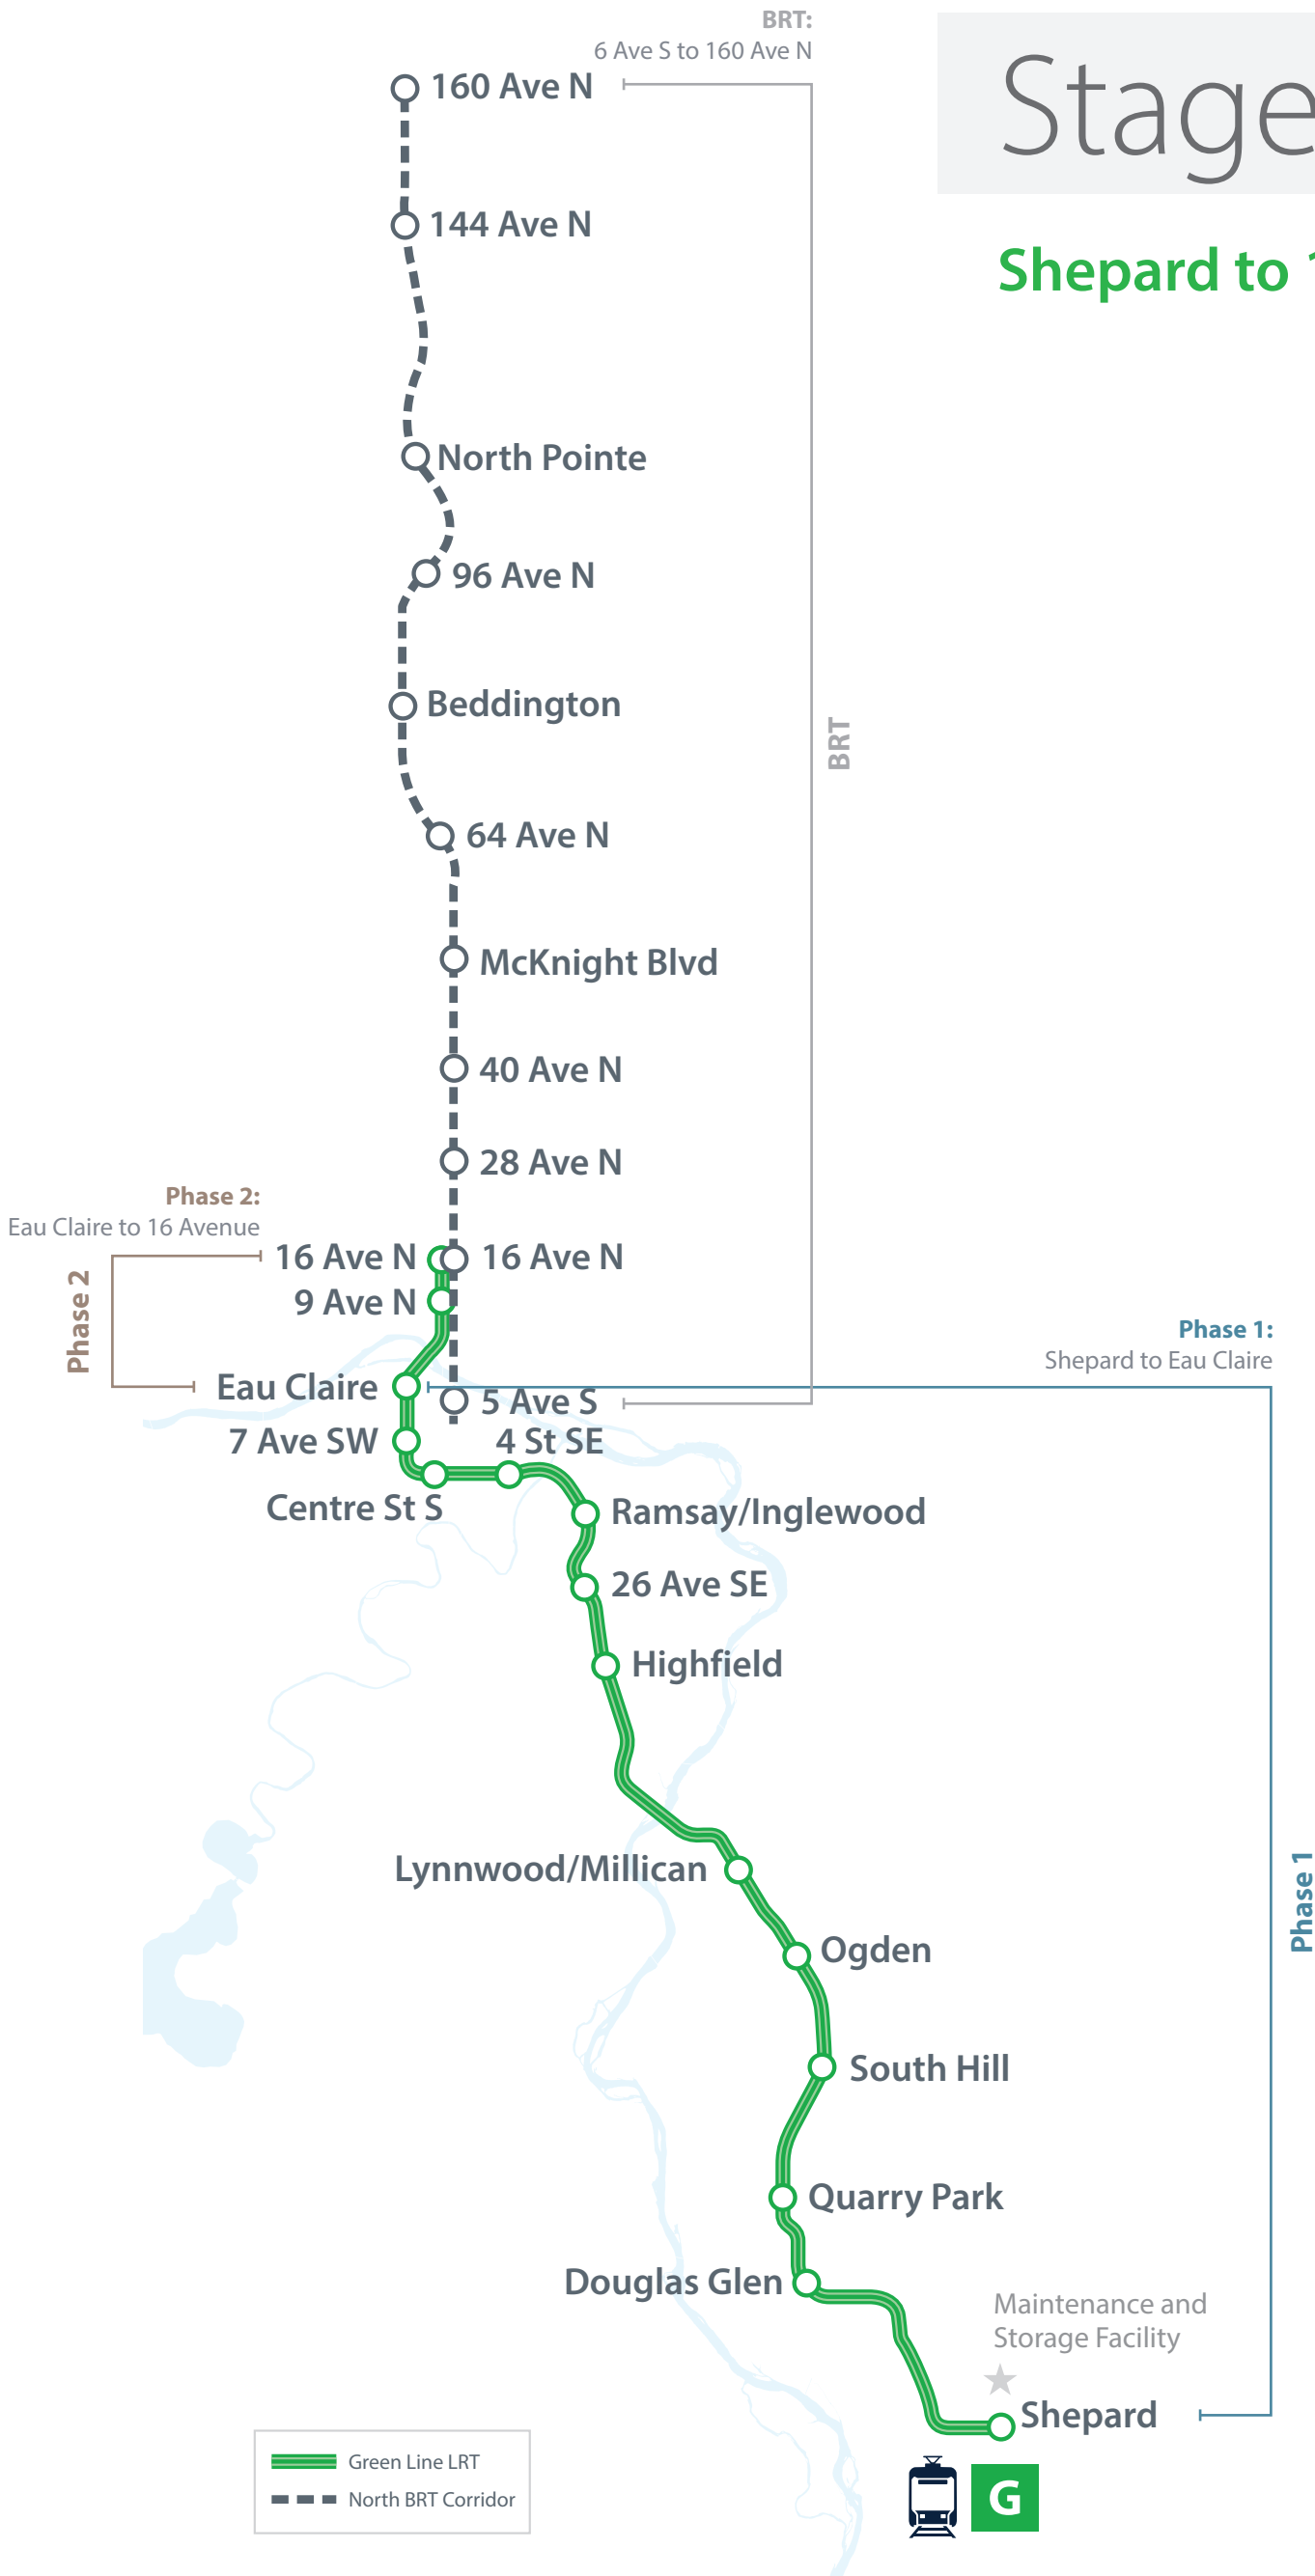 BRT:
6 Ave S to 160 Ave N
Stage
Shepard to 1
160 Ave N
144 Ave N
North Pointe
96 Ave N
Beddington
BRT
64 Ave N
McKnight Blvd
40 Ave N
28 Ave N
Phase 2:
Eau Claire to 16 Avenue
Phase 2
16 Ave N
16 Ave N
9 Ave N
Phase 1:
Shepard to Eau Claire
Eau Claire
5 Ave S
7 Ave SW
4 St SE
Centre St S
Ramsay/Inglewood
26 Ave SE
Highfield
Lynnwood/Millican
Phase 1
Ogden
South Hill
Quarry Park
Douglas Glen
Maintenance and
Storage Facility
Shepard
Green Line LRT
North BRT Corridor
G